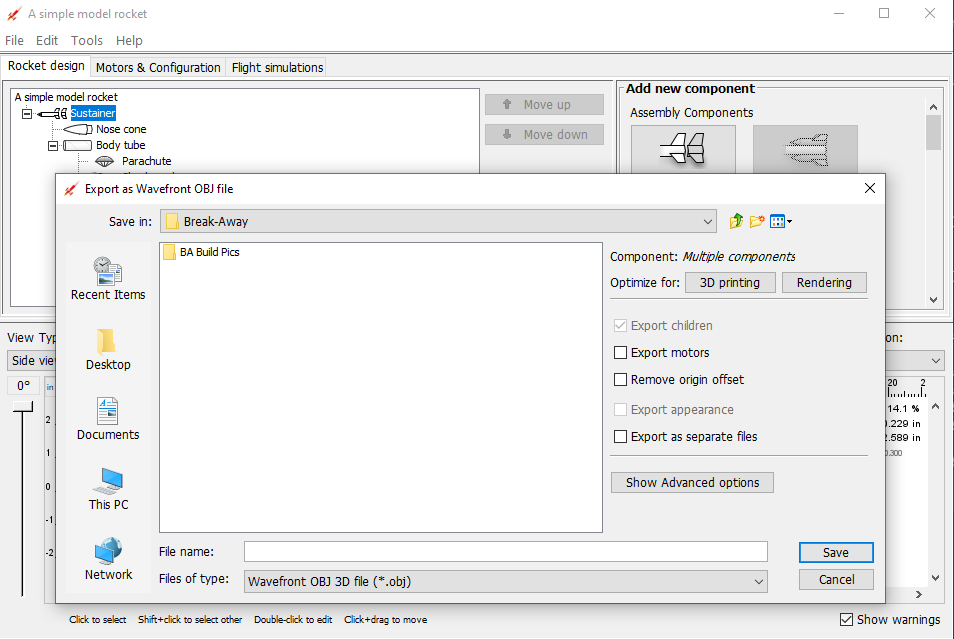 A simple model rocket
File Edit Tools Help
Rocket design Motors & Configuration Flight simulations
A simple model rocket
Sustainer
Nose cone
Body tube
Parachute
Move up
Move down
Add new component
Assembly Components
Export as Wavefront OBJ file
Save in: Break-Away
BA Build Pics
Recent Items
Desktop
Documents
This PC
Network
Component: Multiple components
Optimize for: 3D printing Rendering
Export children
Export motors
Remove origin offset
Export appearance
Export as separate files
Show Advanced options
File name:
Files of type: Wavefront OBJ 3D file (*.obj)
Save
Cancel
View Typ
Side vie
0° in
2
1
0
-1
-2
on:
20 2
14.1 %
.229 in
.589 in
0.300
Click to select Shift+click to select other Double-click to edit Click+drag to move
Show warnings